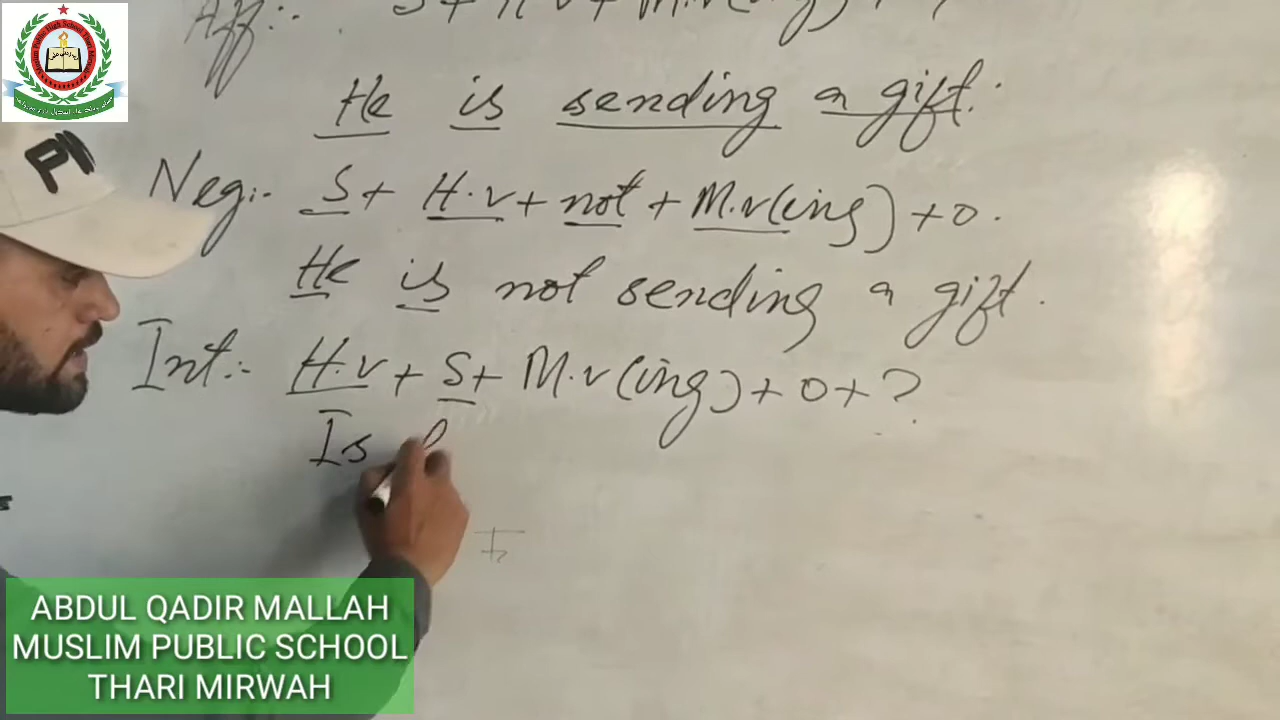 Aff:-
He is sending a gift.
Neg:- S + H.v + not + M.v(ing) + o.
He is not sending a gift.
Int:- H.v + S + M.v(ing) + o + ?
Is
ABDUL QADIR MALLAH
MUSLIM PUBLIC SCHOOL
THARI MIRWAH